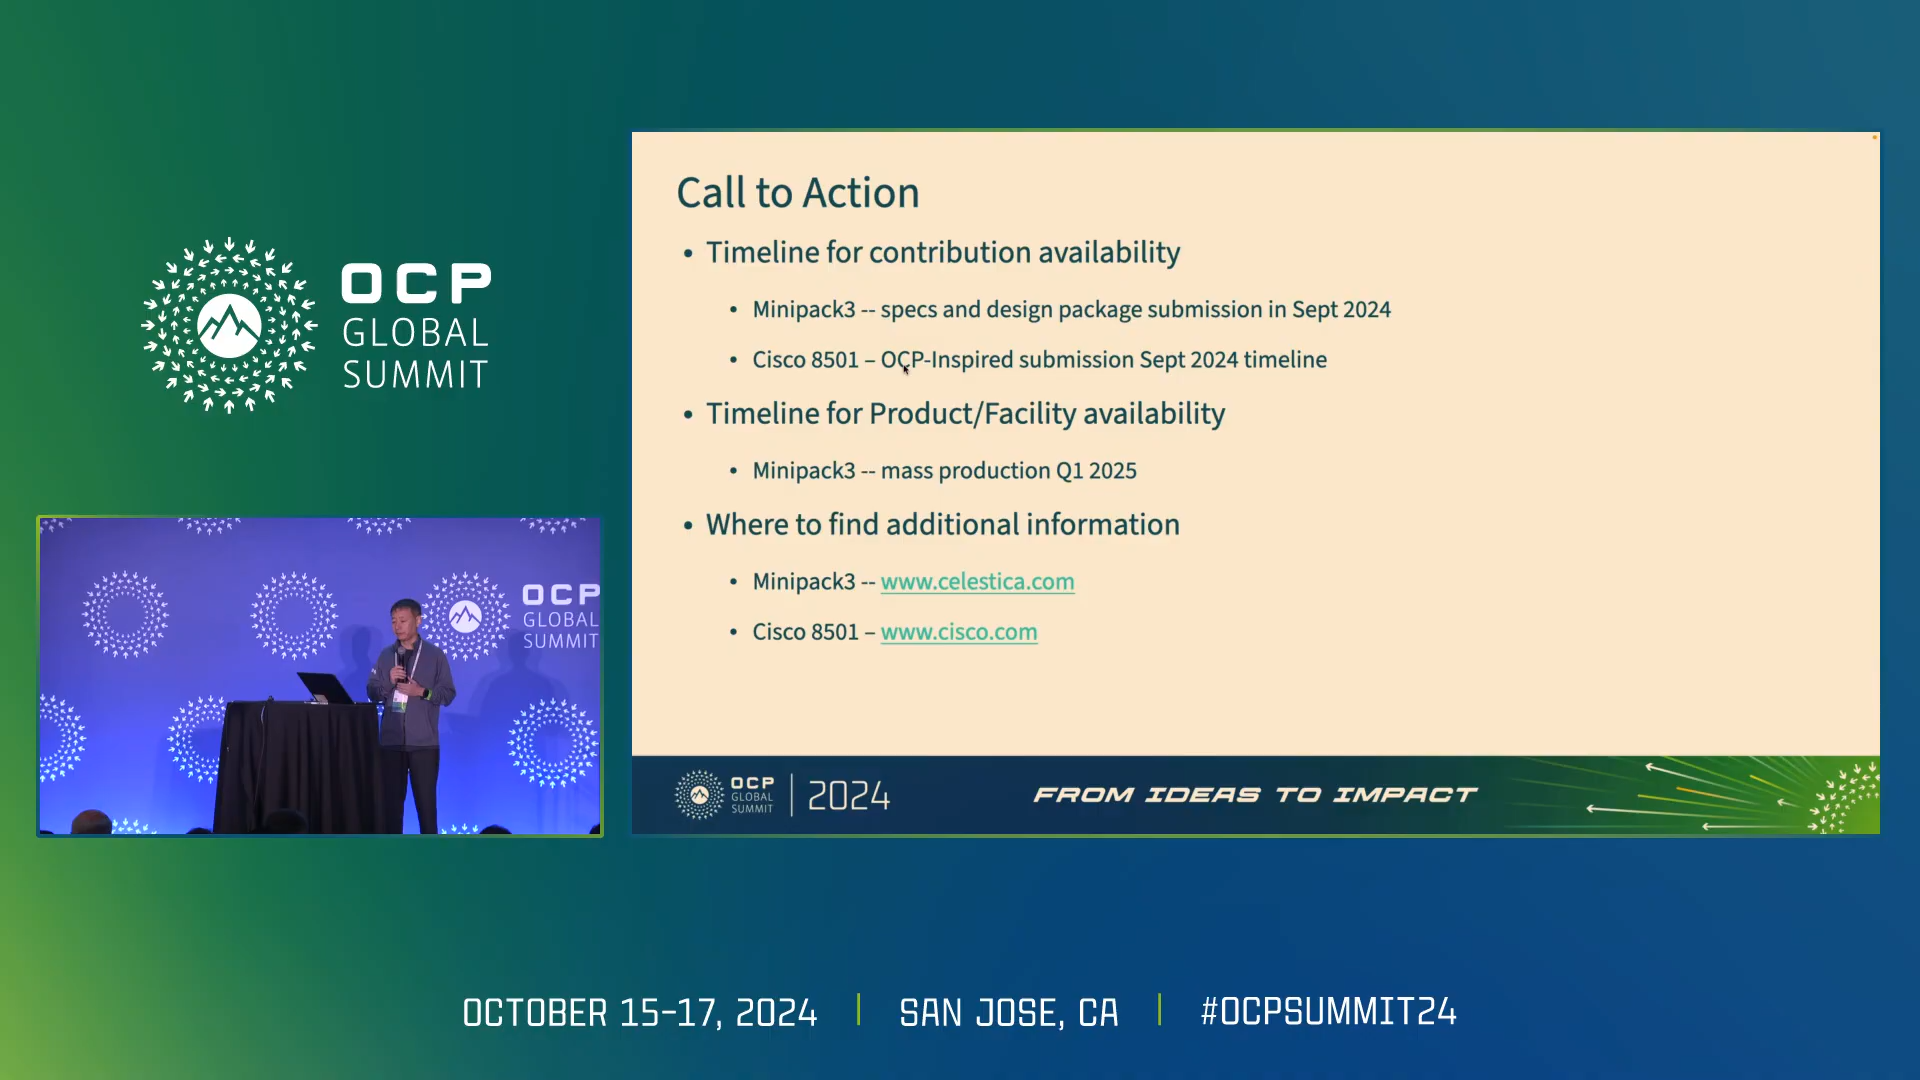 OCP
GLOBAL
SUMMIT
Call to Action
• Timeline for contribution availability
• Minipack3 -- specs and design package submission in Sept 2024
• Cisco 8501 – OCP-Inspired submission Sept 2024 timeline
• Timeline for Product/Facility availability
• Minipack3 -- mass production Q1 2025
• Where to find additional information
• Minipack3 -- www.celestica.com
• Cisco 8501 – www.cisco.com
OCP
GLOBAL
SUMMIT
OCP
GLOBAL
SUMMIT
2024
FROM IDEAS TO IMPACT
OCTOBER 15-17, 2024 | SAN JOSE, CA | #OCPSUMMIT24